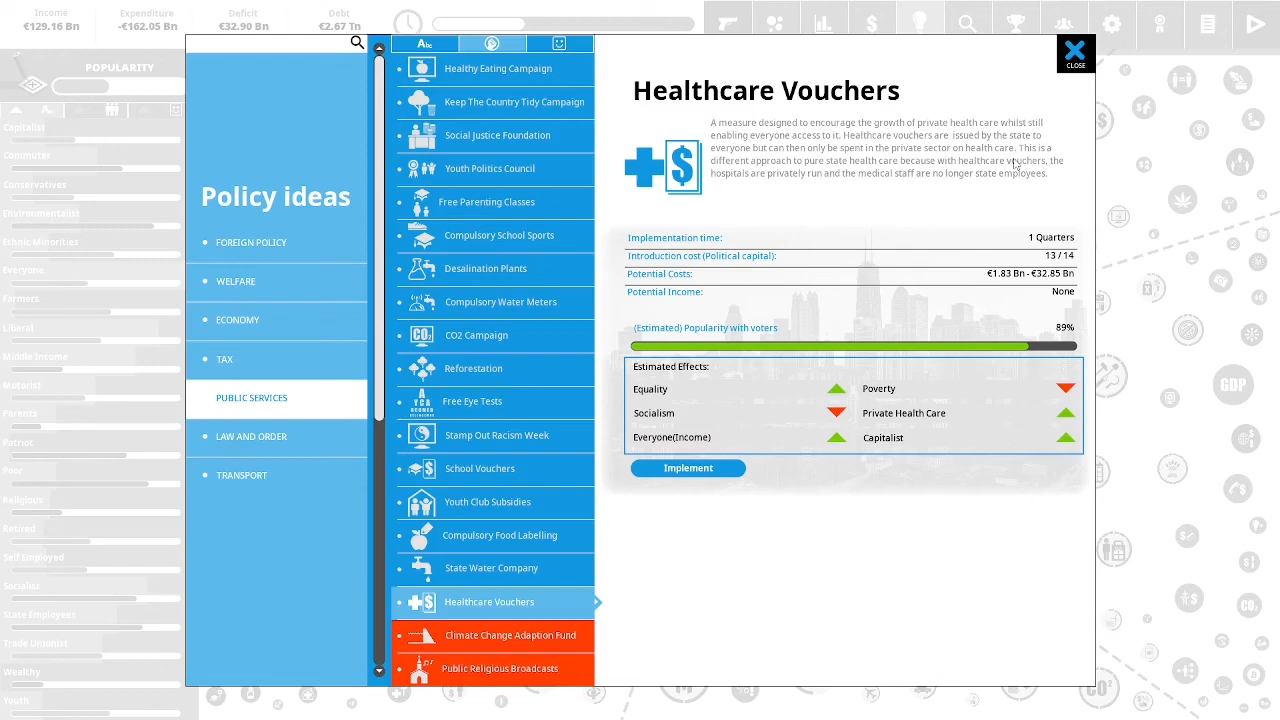 Income
€129.16 Bn
Expenditure
-€162.05 Bn
Deficit
€32.90 Bn
Debt
€2.67 Tn
POPULARITY
Capitalist
Commuter
Conservatives
Environmentalist
Ethnic Minorities
Everyone
Farmers
Liberal
Middle Income
Motorist
Parents
Patriot
Poor
Religious
Retired
Self Employed
Socialist
State Employees
Trade Unionist
Wealthy
Youth
Policy ideas
FOREIGN POLICY
WELFARE
ECONOMY
TAX
PUBLIC SERVICES
LAW AND ORDER
TRANSPORT
Abc
Healthy Eating Campaign
Keep The Country Tidy Campaign
Social Justice Foundation
Youth Politics Council
Free Parenting Classes
Compulsory School Sports
Desalination Plants
Compulsory Water Meters
CO2 Campaign
Reforestation
Free Eye Tests
Stamp Out Racism Week
School Vouchers
Youth Club Subsidies
Compulsory Food Labelling
State Water Company
Healthcare Vouchers
Climate Change Adaption Fund
Public Religious Broadcasts
CLOSE
Healthcare Vouchers
A measure designed to encourage the growth of private health care whilst still
enabling everyone access to it. Healthcare vouchers are issued by the state to
everyone but can then only be spent in the private sector on health care. This is a
different approach to pure state health care because with healthcare vouchers, the
hospitals are privately run and the medical staff are no longer state employees.
Implementation time: 1 Quarters
Introduction cost (Political capital): 13 / 14
Potential Costs: €1.83 Bn - €32.85 Bn
Potential Income: None
(Estimated) Popularity with voters 89%
Estimated Effects:
Equality
Poverty
Socialism
Private Health Care
Everyone(Income)
Capitalist
Implement
GDP
CO²
CO²